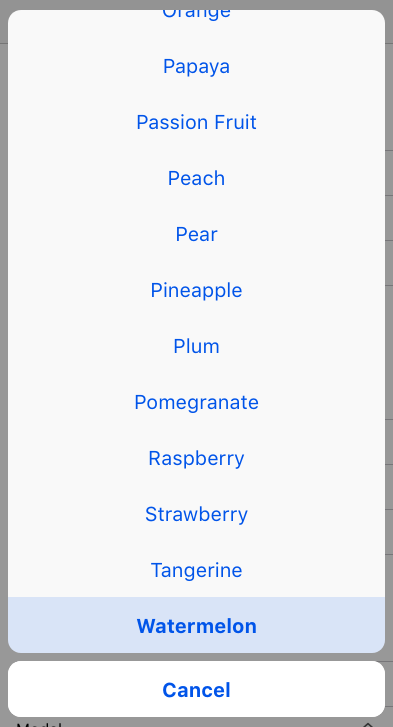 Orange
Papaya
Passion Fruit
Peach
Pear
Pineapple
Plum
Pomegranate
Raspberry
Strawberry
Tangerine
Watermelon
Cancel
Model